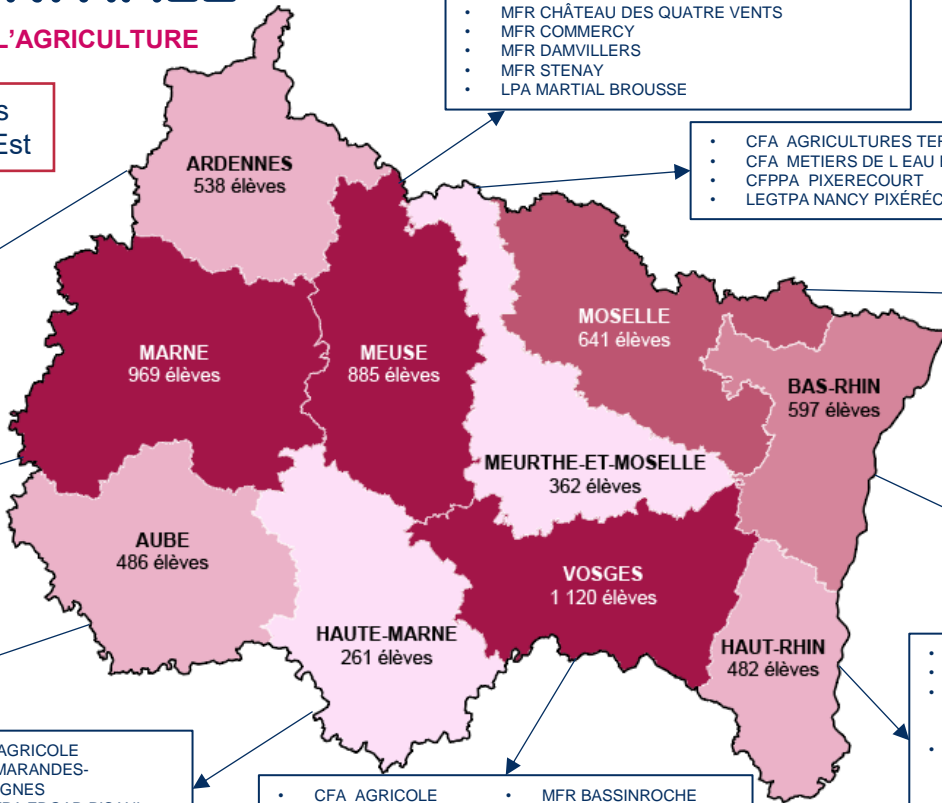 L'AGRICULTURE
s
Est
• MFR CHÂTEAU DES QUATRE VENTS
• MFR COMMERCY
• MFR DAMVILLERS
• MFR STENAY
• LPA MARTIAL BROUSSE
• CFA AGRICULTURES TER
• CFA METIERS DE L EAU
• CFPPA PIXERECOURT
• LEGTPA NANCY PIXÉRÉC
ARDENNES
538 élèves
MARNE
969 élèves
MEUSE
885 élèves
MOSELLE
641 élèves
BAS-RHIN
597 élèves
MEURTHE-ET-MOSELLE
362 élèves
AUBE
486 élèves
VOSGES
1 120 élèves
HAUTE-MARNE
261 élèves
HAUT-RHIN
482 élèves
AGRICOLE
MARANDES-
GNES
• CFA AGRICOLE
• MFR BASSINROCHE